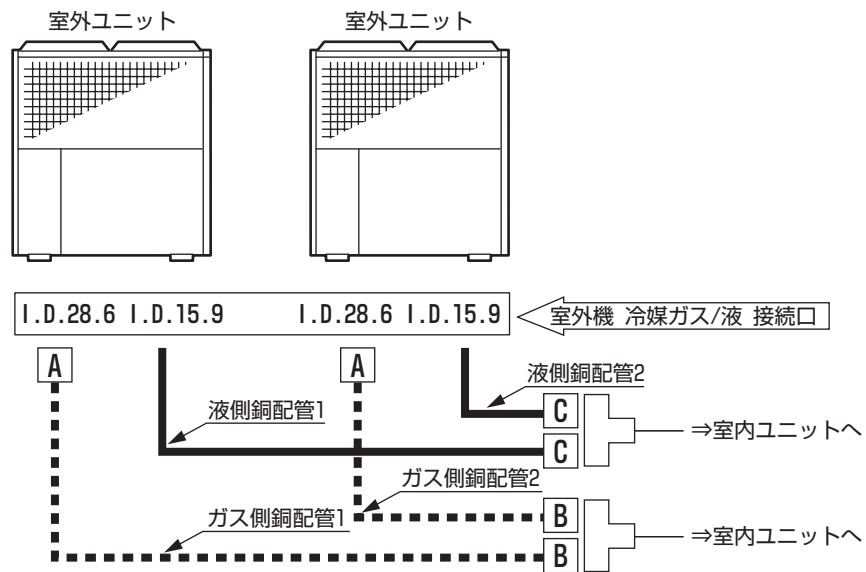 室外ユニット 室外ユニット
I.D.28.6 I.D.15.9 I.D.28.6 I.D.15.9 室外機 冷媒ガス/液 接続口
A A
液側銅配管2
液側銅配管1 C
⇒室内ユニットへ
C
ガス側銅配管2
ガス側銅配管1 B
⇒室内ユニットへ
B